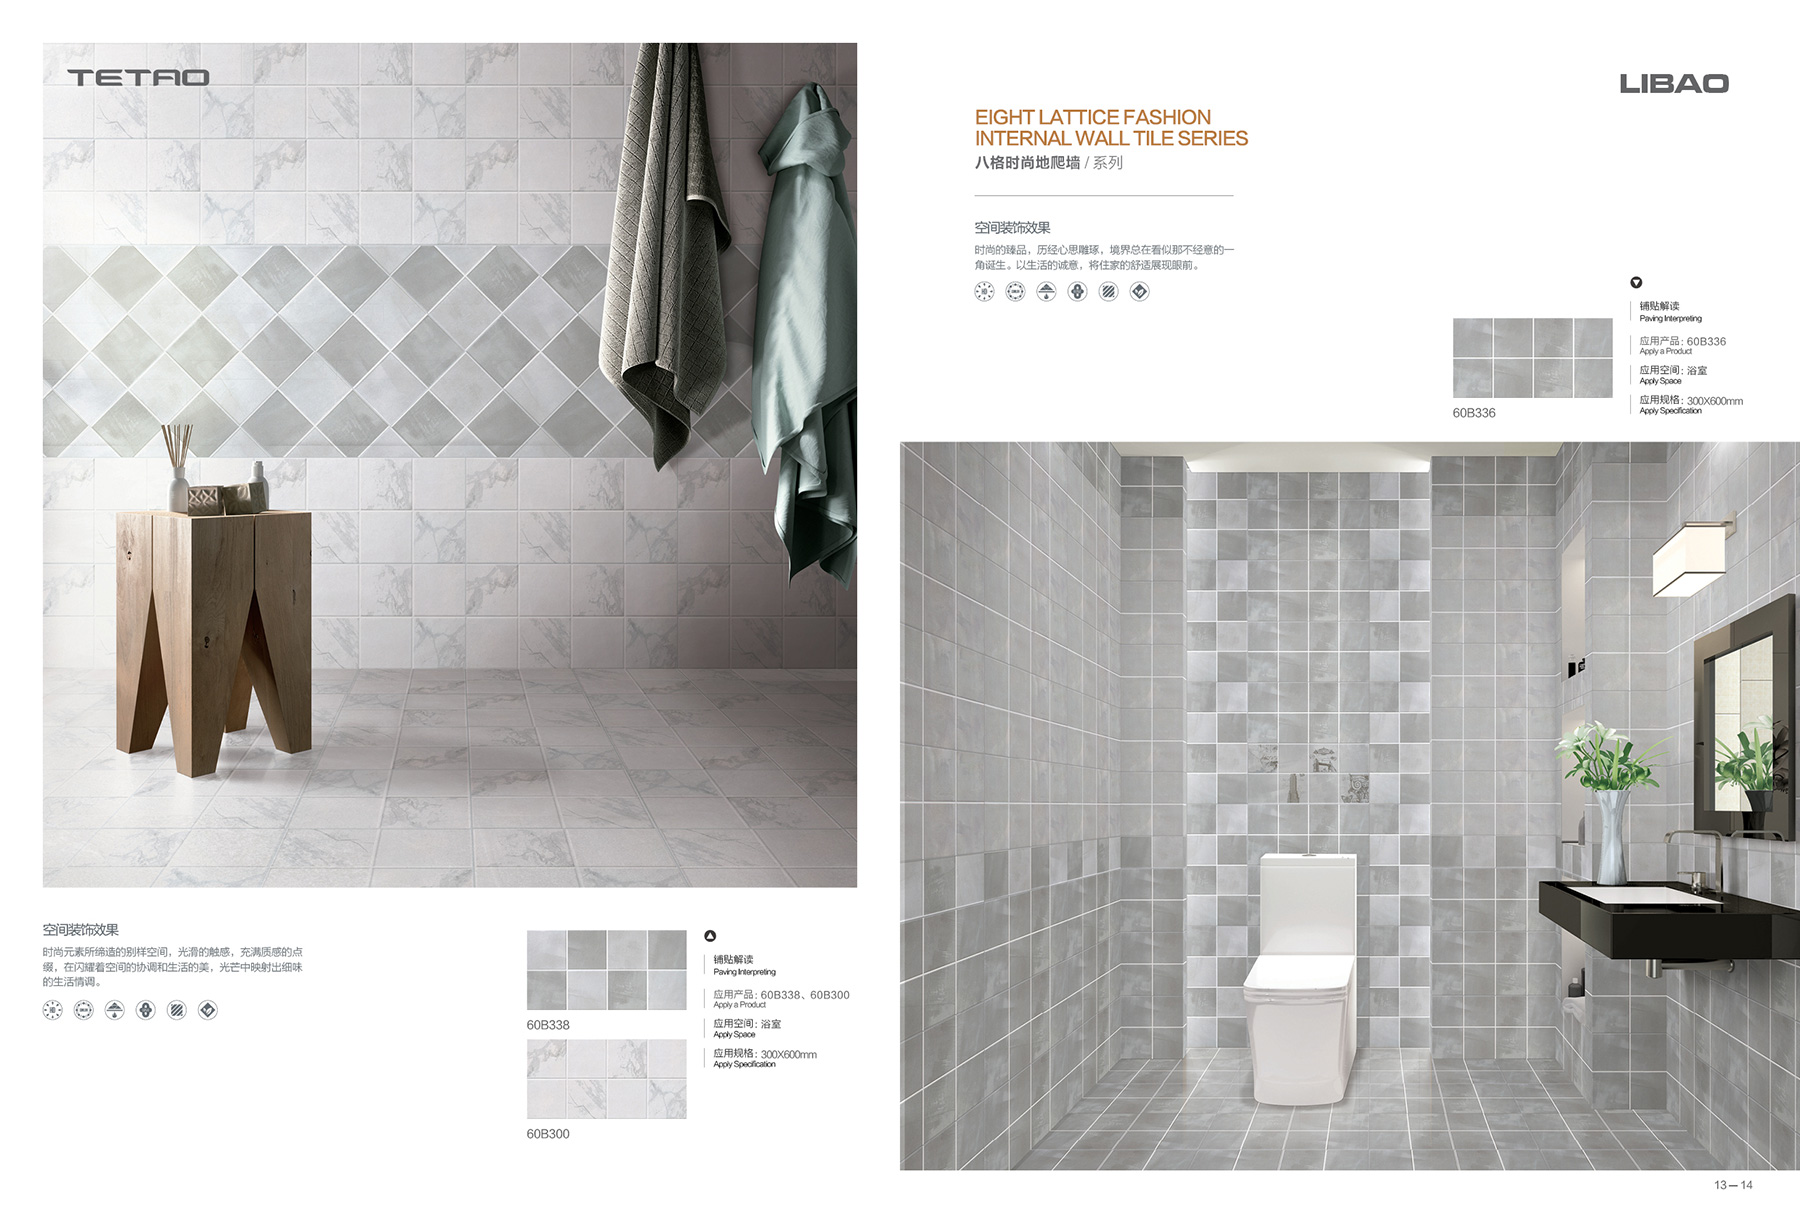 TETAO
空间装饰效果
时尚元素所缔造的别样空间，光滑的触感，充满质感的点
缀，在闪耀着空间的协调和生活的美，光芒中映射出细味
的生活情调。
60B338
60B300
铺贴解读
Paving Interpreting
应用产品：60B338、60B300
Apply a Product
应用空间：浴室
Apply Space
应用规格：300X600mm
Apply Specification
LIBAO
EIGHT LATTICE FASHION
INTERNAL WALL TILE SERIES
八格时尚地爬墙 / 系列
空间装饰效果
时尚的臻品，历经心思雕琢，境界总在看似那不经意的一
角诞生。以生活的诚意，将住家的舒适展现眼前。
60B336
铺贴解读
Paving Interpreting
应用产品：60B336
Apply a Product
应用空间：浴室
Apply Space
应用规格：300X600mm
Apply Specification
13—14